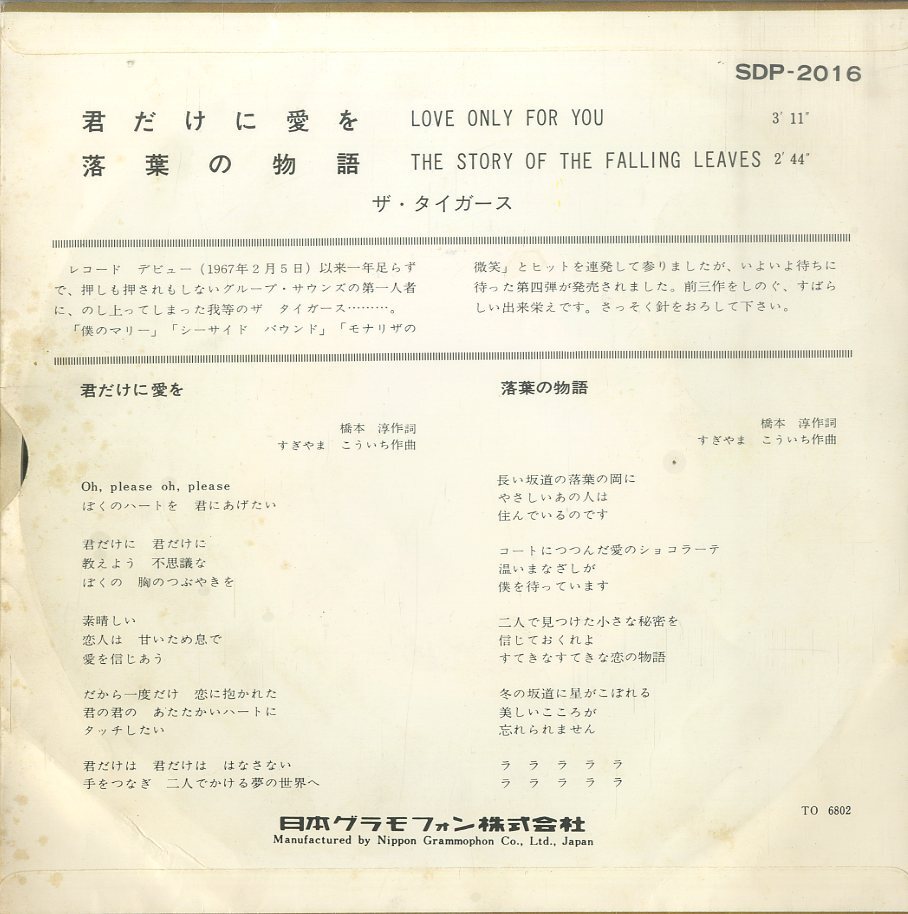 SDP-2016
君だけに愛を LOVE ONLY FOR YOU 3′11″
落葉の物語 THE STORY OF THE FALLING LEAVES 2′44″
ザ・タイガース
レコード　デビュー（1967年2月5日）以来一年足らず
で、押しも押されもしないグループ・サウンズの第一人者
に、のし上ってしまった我等のザ　タイガース………。
「僕のマリー」「シーサイド　バウンド」「モナリザの
微笑」とヒットを連発して参りましたが、いよいよ待ちに
待った第四弾が発売されました。前三作をしのぐ、すばら
しい出来栄えです。さっそく針をおろして下さい。
君だけに愛を
橋本　淳作詞
すぎやま　こういち作曲
Oh, please oh, please
ぼくのハートを　君にあげたい
君だけに　君だけに
教えよう　不思議な
ぼくの　胸のつぶやきを
素晴しい
恋人は　甘いため息で
愛を信じあう
だから一度だけ　恋に抱かれた
君の君の　あたたかいハートに
タッチしたい
君だけは　君だけは　はなさない
手をつなぎ　二人でかける夢の世界へ
落葉の物語
橋本　淳作詞
すぎやま　こういち作曲
長い坂道の落葉の岡に
やさしいあの人は
住んでいるのです
コートにつつんだ愛のショコラーテ
温いまなざしが
僕を待っています
二人で見つけた小さな秘密を
信じておくれよ
すてきなすてきな恋の物語
冬の坂道に星がこぼれる
美しいこころが
忘れられません
ラ　ラ　ラ　ラ　ラ
ラ　ラ　ラ　ラ　ラ
TO 6802
日本グラモフォン株式会社
Manufactured by Nippon Grammophon Co., Ltd., Japan